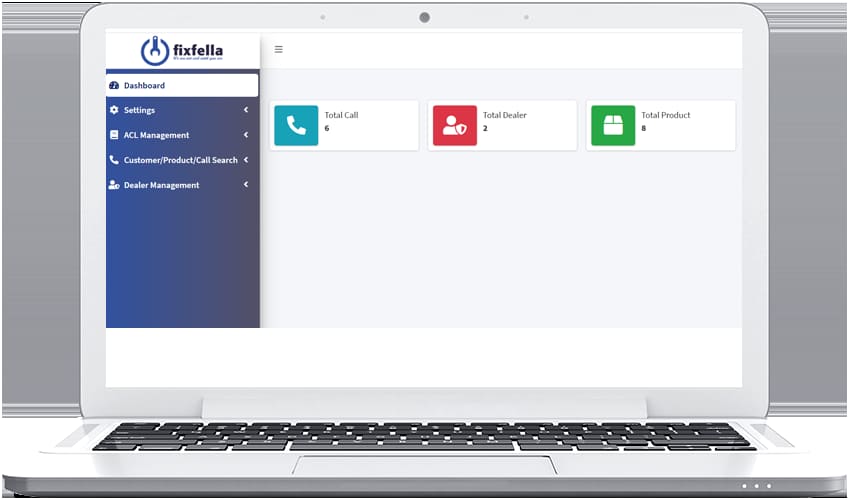 fixfella
Dashboard
Settings
ACL Management
Customer/Product/Call Search
Dealer Management
Total Call
6
Total Dealer
2
Total Product
8